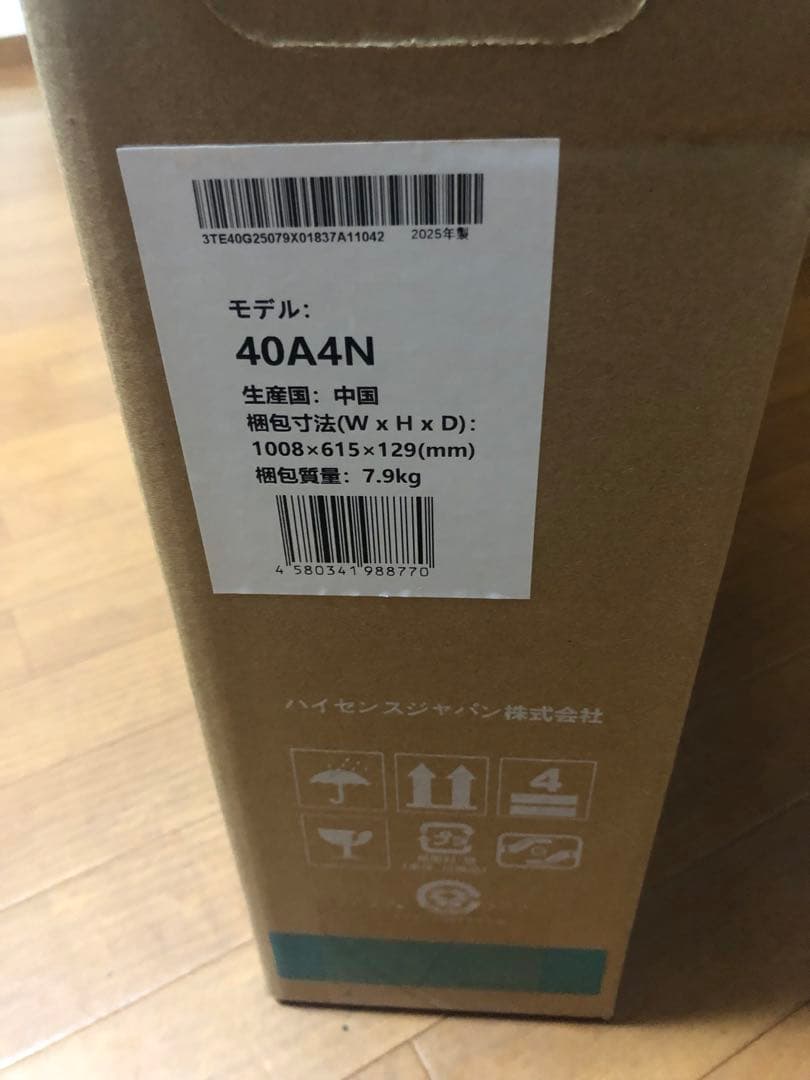 3TE40G25079X01837A11042 2025年製
モデル:
40A4N
生産国: 中国
梱包寸法(W x H x D):
1008×615×129(mm)
梱包質量: 7.9kg
4 580341 988770
ハイセンスジャパン株式会社
4